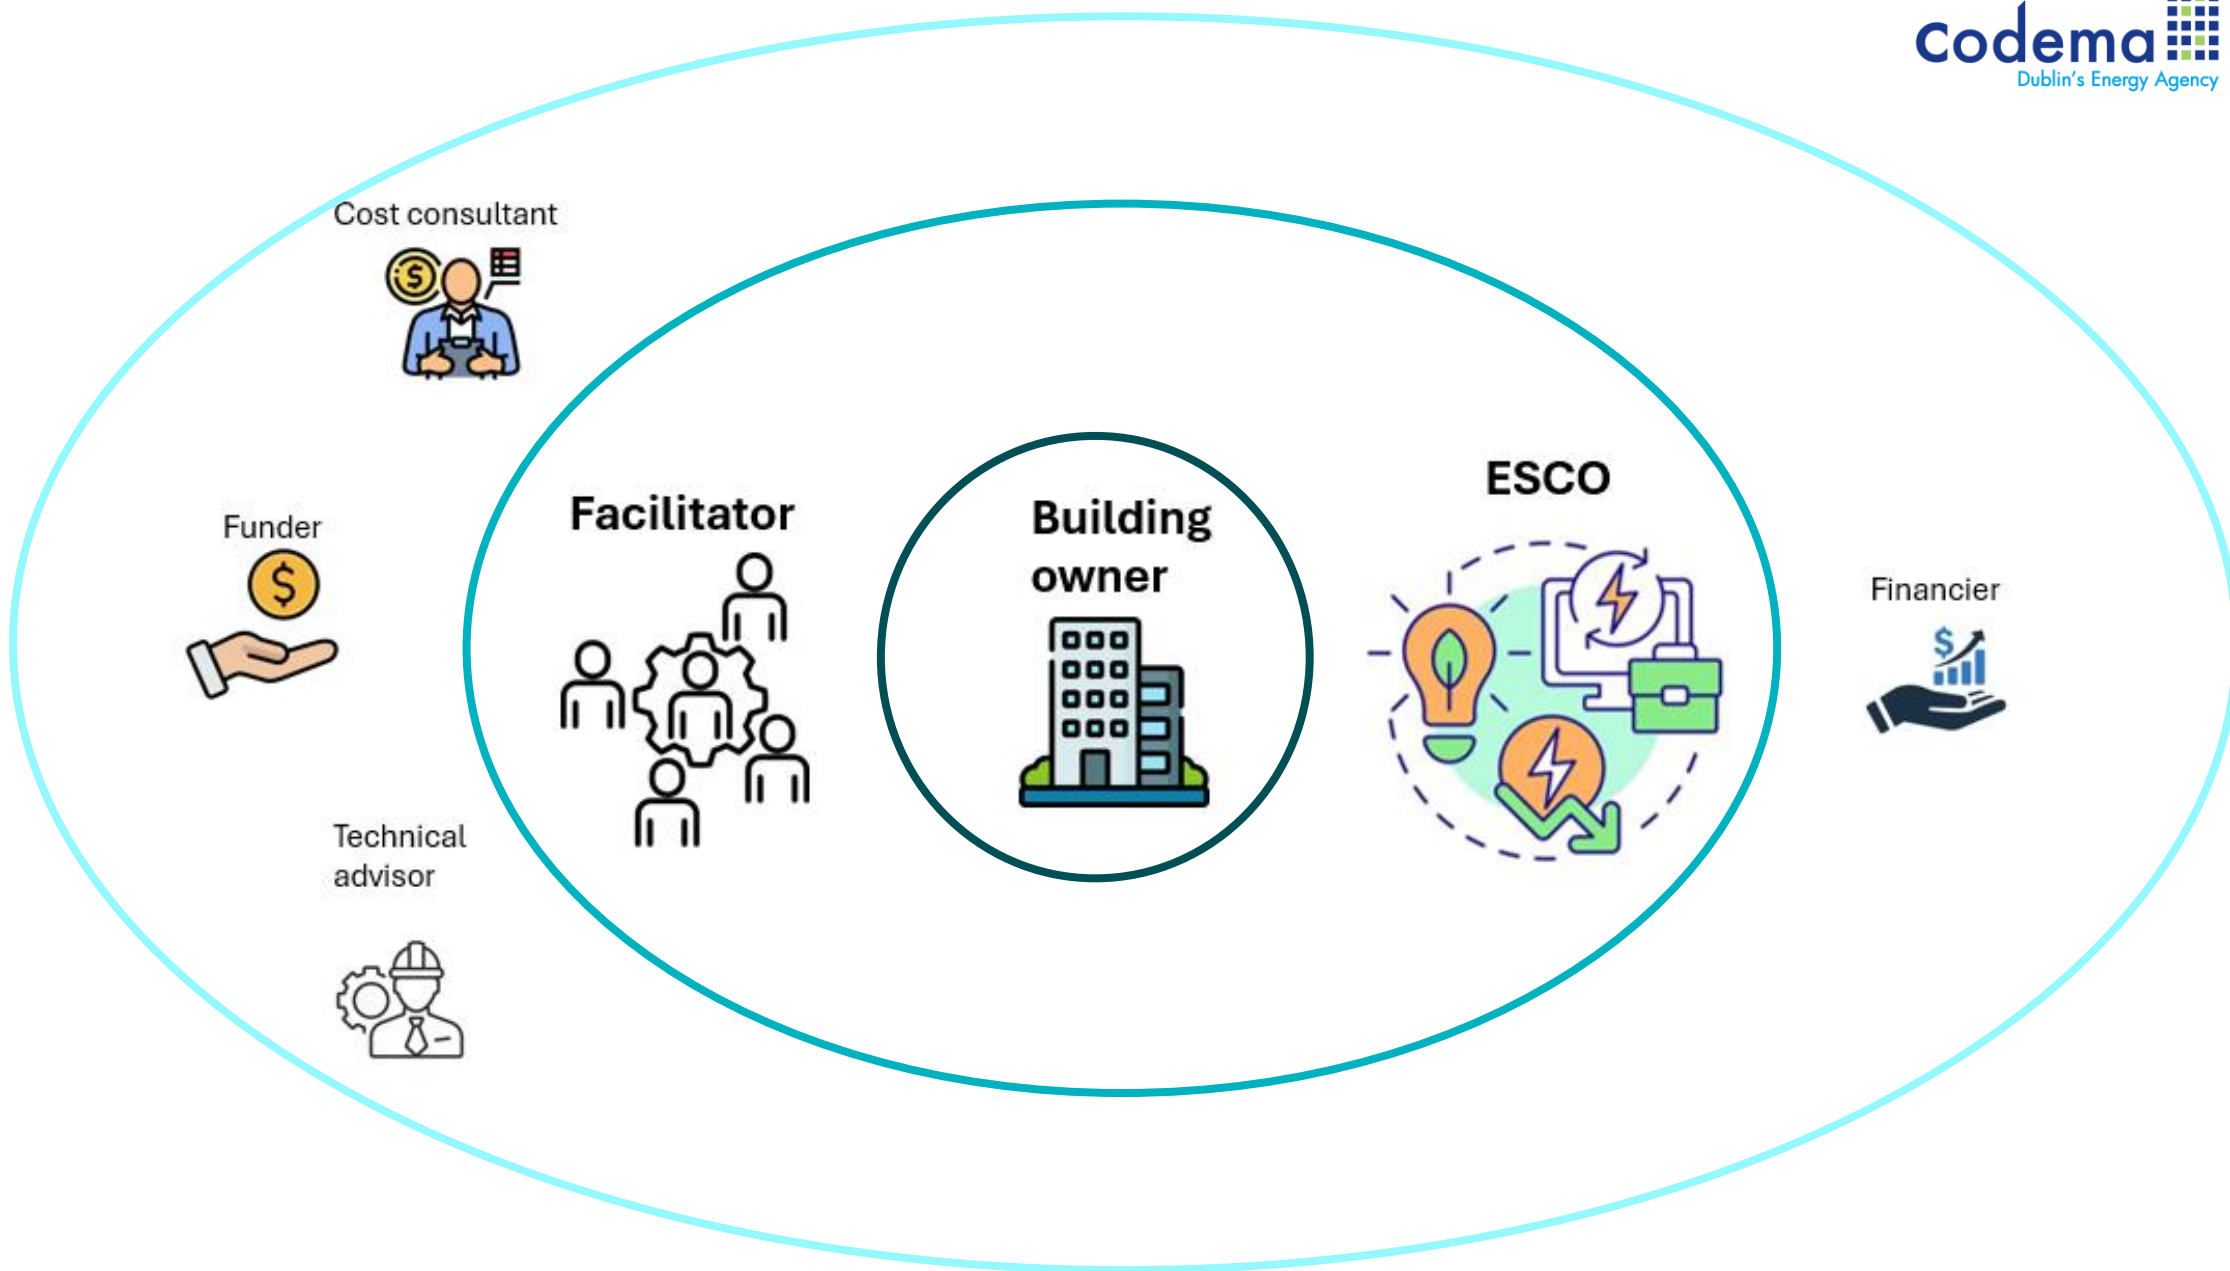 codema
Dublin's Energy Agency
Cost consultant
Funder
Technical
advisor
Facilitator
Building
owner
ESCO
Financier